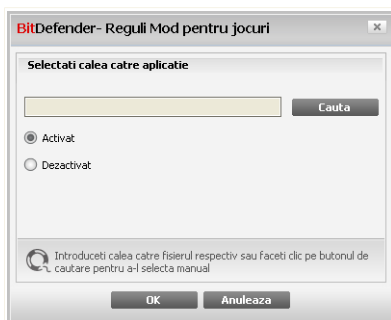 BitDefender- Reguli Mod pentru jocuri
Selectati calea catre aplicatie
Cauta
Activat
Dezactivat
Introduceti calea catre fisierul respectiv sau faceti clic pe butonul de
cautare pentru a-l selecta manual
OK Anuleaza